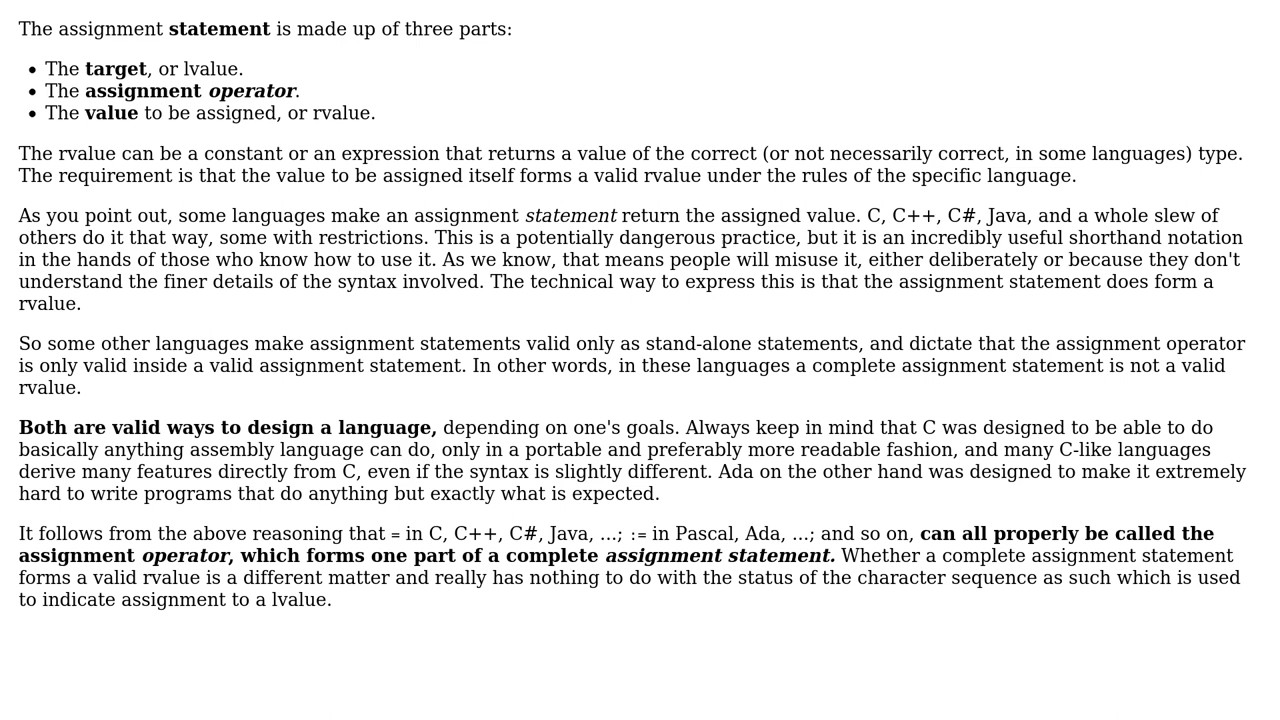 The assignment statement is made up of three parts:
• The target, or lvalue.
• The assignment operator.
• The value to be assigned, or rvalue.
The rvalue can be a constant or an expression that returns a value of the correct (or not necessarily correct, in some languages) type.
The requirement is that the value to be assigned itself forms a valid rvalue under the rules of the specific language.
As you point out, some languages make an assignment statement return the assigned value. C, C++, C#, Java, and a whole slew of
others do it that way, some with restrictions. This is a potentially dangerous practice, but it is an incredibly useful shorthand notation
in the hands of those who know how to use it. As we know, that means people will misuse it, either deliberately or because they don't
understand the finer details of the syntax involved. The technical way to express this is that the assignment statement does form a
rvalue.
So some other languages make assignment statements valid only as stand-alone statements, and dictate that the assignment operator
is only valid inside a valid assignment statement. In other words, in these languages a complete assignment statement is not a valid
rvalue.
Both are valid ways to design a language, depending on one's goals. Always keep in mind that C was designed to be able to do
basically anything assembly language can do, only in a portable and preferably more readable fashion, and many C-like languages
derive many features directly from C, even if the syntax is slightly different. Ada on the other hand was designed to make it extremely
hard to write programs that do anything but exactly what is expected.
It follows from the above reasoning that = in C, C++, C#, Java, ...; := in Pascal, Ada, ...; and so on, can all properly be called the
assignment operator, which forms one part of a complete assignment statement. Whether a complete assignment statement
forms a valid rvalue is a different matter and really has nothing to do with the status of the character sequence as such which is used
to indicate assignment to a lvalue.